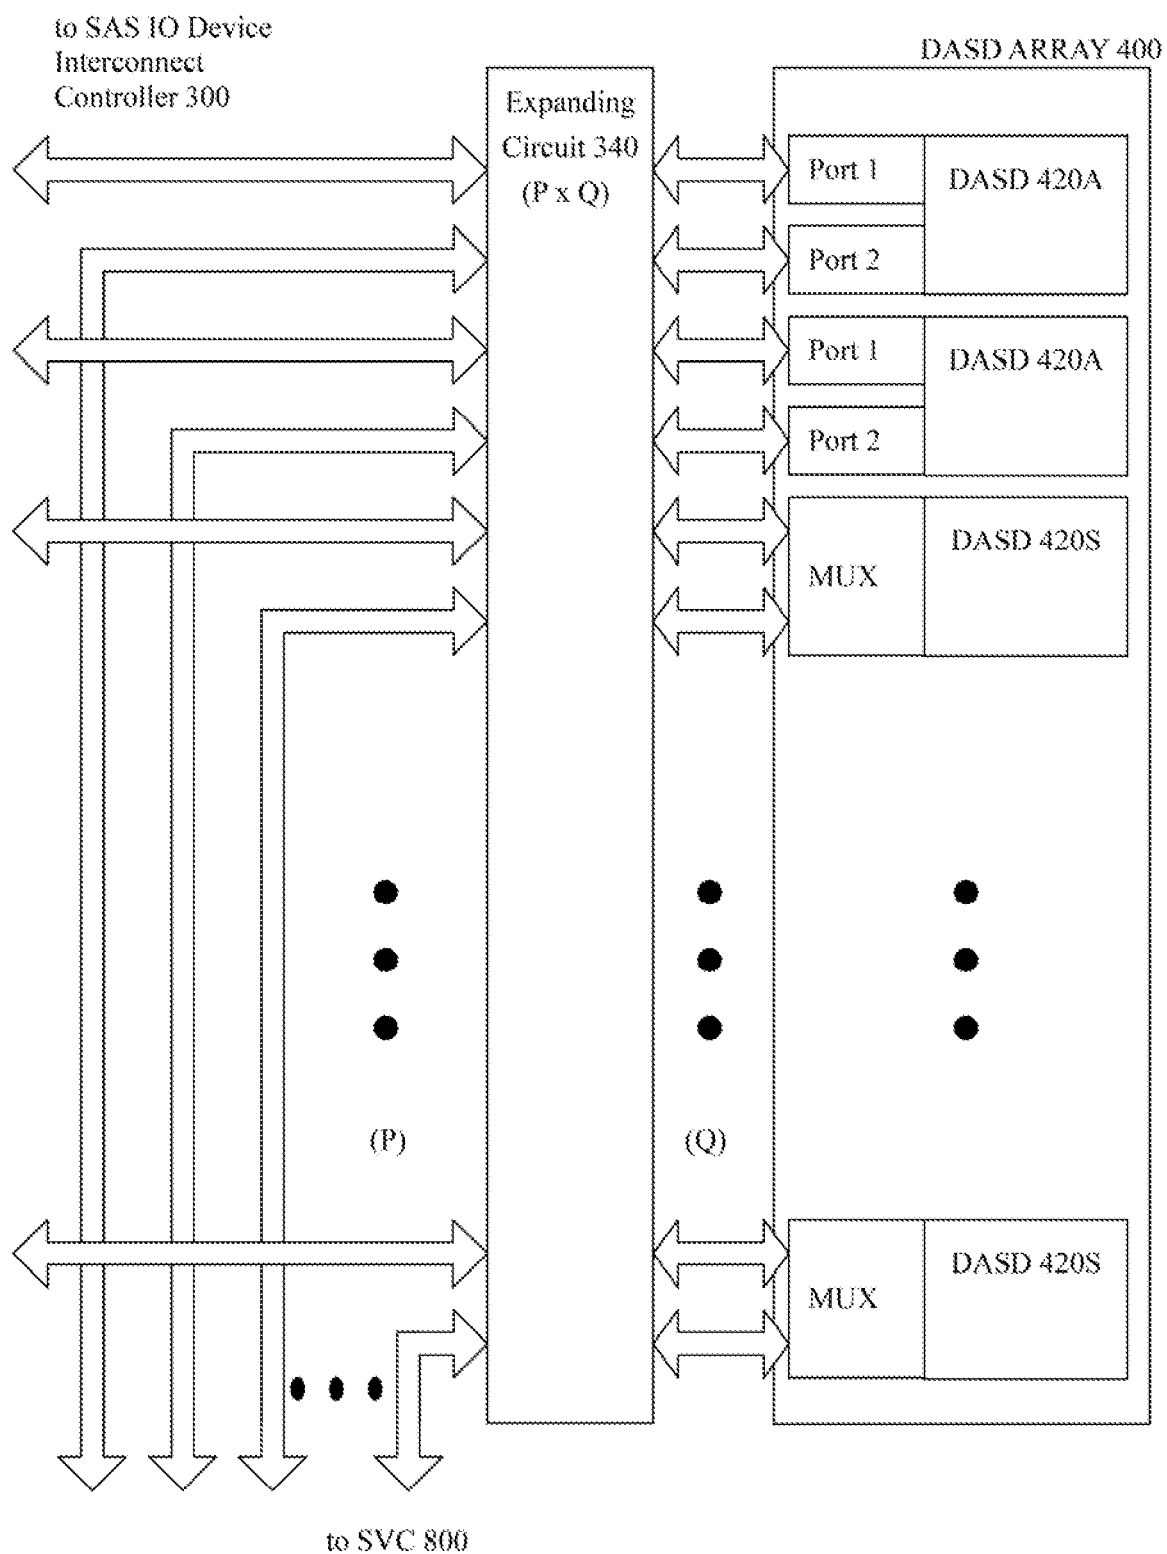 to SAS IO Device
Interconnect
Controller 300
DASD ARRAY 400
Expanding
Circuit 340
(P x Q)
Port 1
DASD 420A
Port 2
Port 1
DASD 420A
Port 2
DASD 420S
MUX
(P)
(Q)
DASD 420S
MUX
to SVC 800